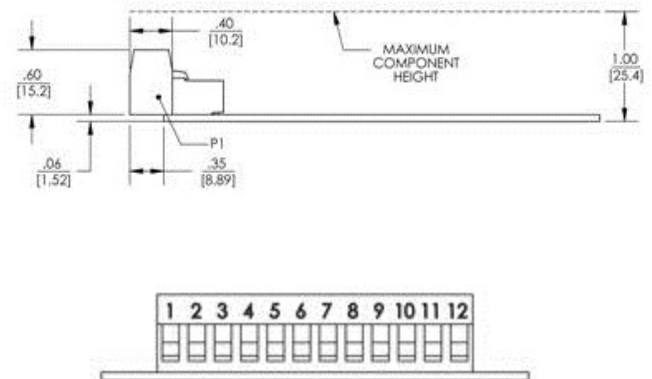 .40
[10.2]
MAXIMUM
COMPONENT
HEIGHT
1.00
[25.4]
.60
[15.2]
P1
.06
[1.52]
.35
[8.89]
1 2 3 4 5 6 7 8 9 10 11 12